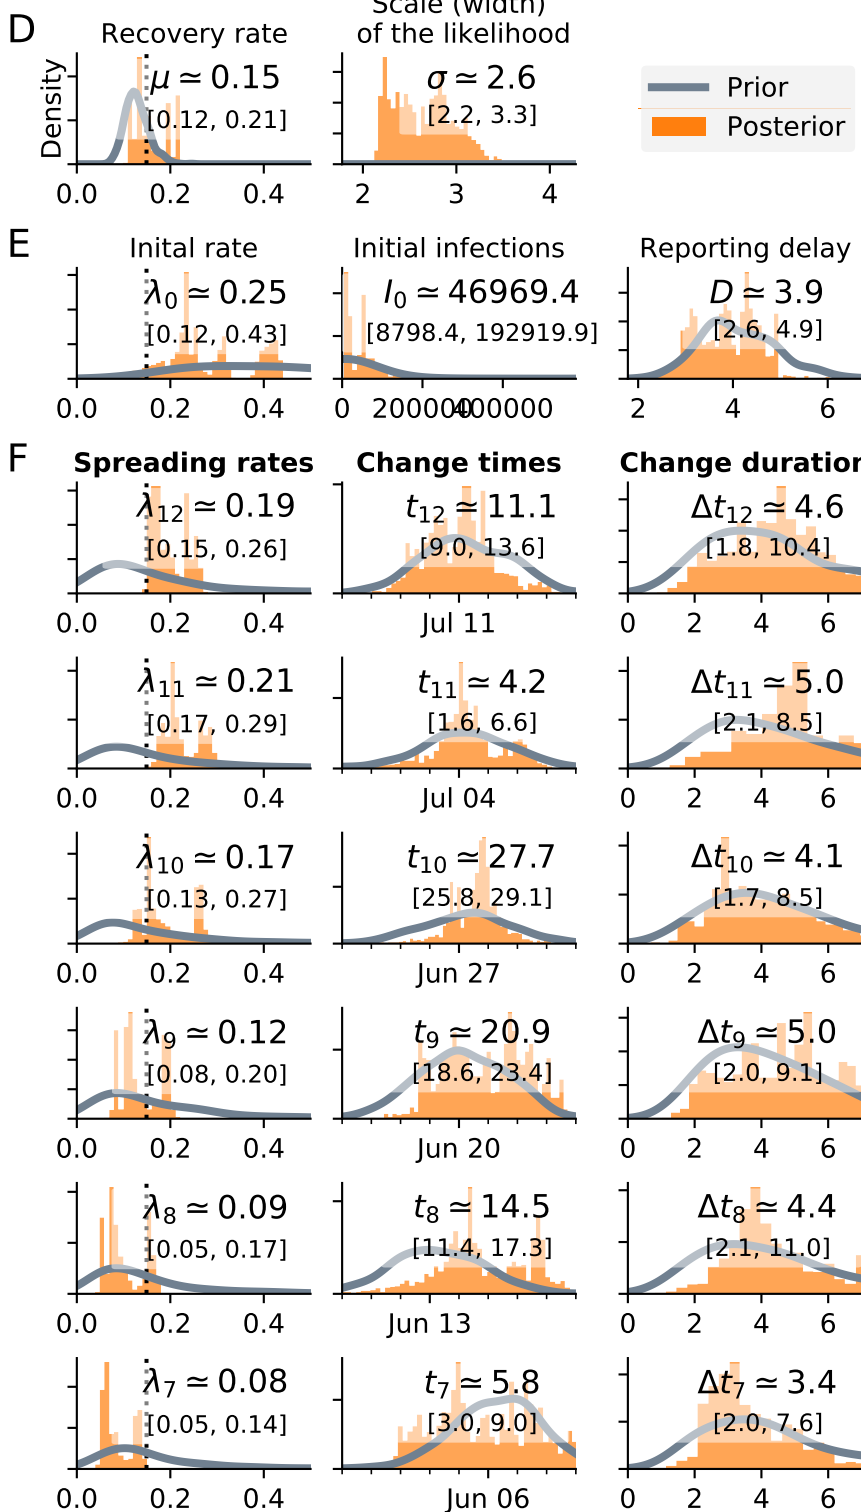 D
Recovery rate
Scale (width)
of the likelihood
Density
μ ≃ 0.15
[0.12, 0.21]
σ ≃ 2.6
[2.2, 3.3]
Prior
Posterior
0.0 0.2 0.4
2 3 4
E
Inital rate
Initial infections
Reporting delay
λ0 ≃ 0.25
[0.12, 0.43]
I0 ≃ 46969.4
[8798.4, 192919.9]
D ≃ 3.9
[2.6, 4.9]
0.0 0.2 0.4
0 200000 400000
2 4 6
F
Spreading rates
Change times
Change duration
λ12 ≃ 0.19
[0.15, 0.26]
t12 ≃ 11.1
[9.0, 13.6]
Δt12 ≃ 4.6
[1.8, 10.4]
0.0 0.2 0.4
Jul 11
0 2 4 6
λ11 ≃ 0.21
[0.17, 0.29]
t11 ≃ 4.2
[1.6, 6.6]
Δt11 ≃ 5.0
[2.1, 8.5]
0.0 0.2 0.4
Jul 04
0 2 4 6
λ10 ≃ 0.17
[0.13, 0.27]
t10 ≃ 27.7
[25.8, 29.1]
Δt10 ≃ 4.1
[1.7, 8.5]
0.0 0.2 0.4
Jun 27
0 2 4 6
λ9 ≃ 0.12
[0.08, 0.20]
t9 ≃ 20.9
[18.6, 23.4]
Δt9 ≃ 5.0
[2.0, 9.1]
0.0 0.2 0.4
Jun 20
0 2 4 6
λ8 ≃ 0.09
[0.05, 0.17]
t8 ≃ 14.5
[11.4, 17.3]
Δt8 ≃ 4.4
[2.1, 11.0]
0.0 0.2 0.4
Jun 13
0 2 4 6
λ7 ≃ 0.08
[0.05, 0.14]
t7 ≃ 5.8
[3.0, 9.0]
Δt7 ≃ 3.4
[2.0, 7.6]
0.0 0.2 0.4
Jun 06
0 2 4 6